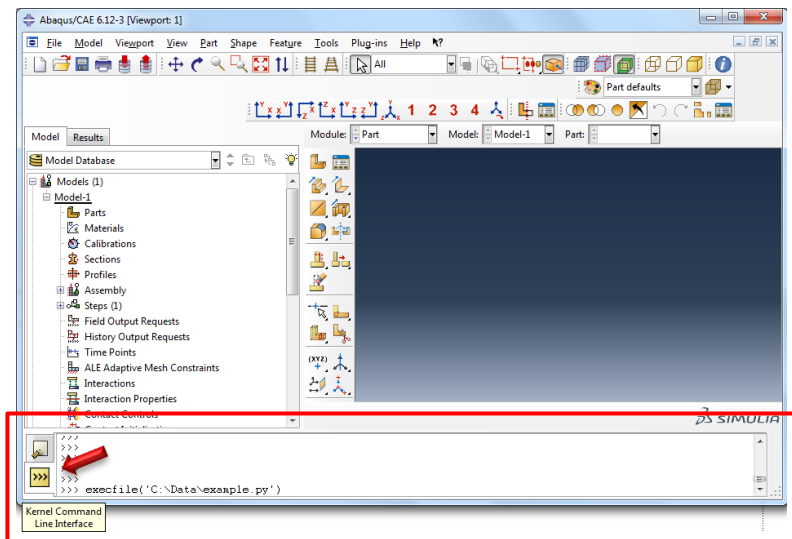 Abaqus/CAE 6.12-3 [Viewport: 1]
File Model Viewport View Part Shape Feature Tools Plug-ins Help
All
Part defaults
1 2 3 4
Model Results
Module: Part Model: Model-1 Part:
Model Database
Models (1)
Model-1
Parts
Materials
Calibrations
Sections
Profiles
Assembly
Steps (1)
Field Output Requests
History Output Requests
Time Points
ALE Adaptive Mesh Constraints
Interactions
Interaction Properties
Contact Controls
(XYZ)
SIMULIA
>>>
>>>
>>>
>>> execfile('C:\Data\example.py')
Kernel Command
Line Interface